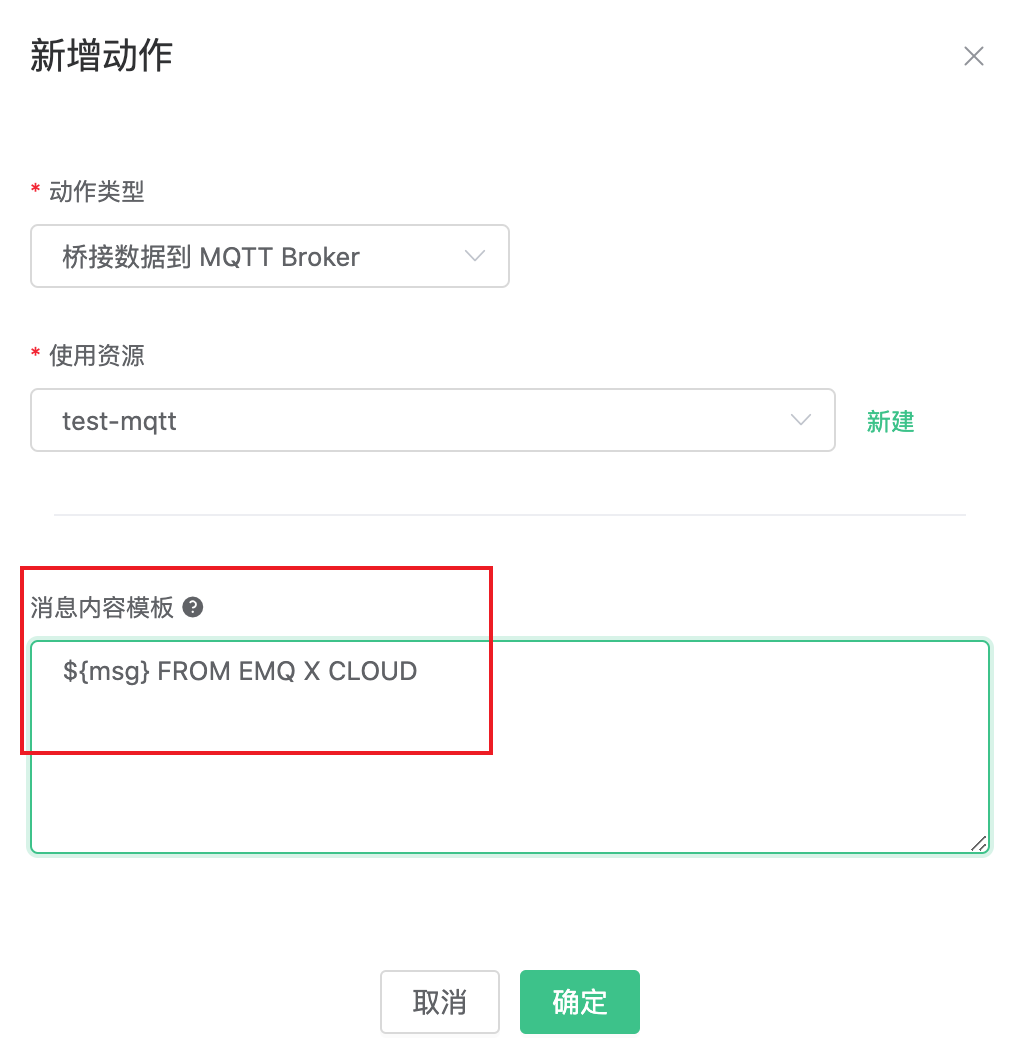 新增动作
* 动作类型
桥接数据到 MQTT Broker
* 使用资源
test-mqtt
新建
消息内容模板 ?
${msg} FROM EMQ X CLOUD
取消
确定